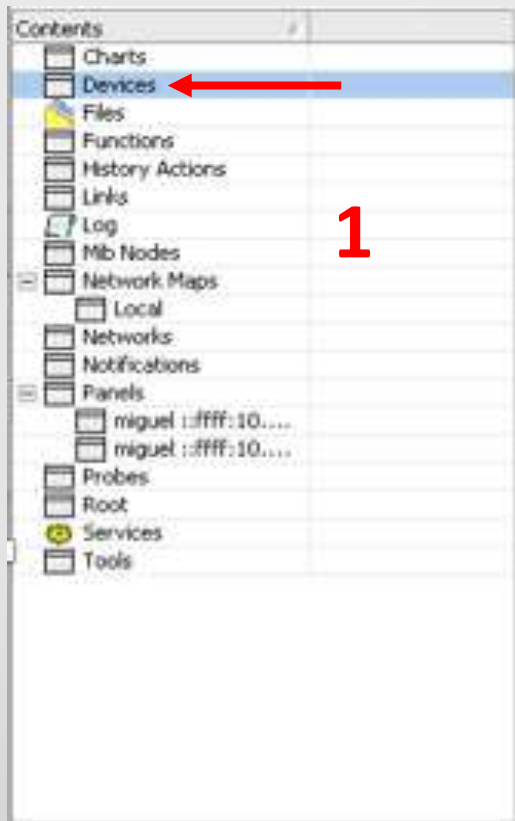 Contents
Charts
Devices
Files
Functions
History Actions
Links
Log
1
Mib Nodes
Network Maps
Local
Networks
Notifications
Panels
miguel ::ffff:10....
miguel ::ffff:10....
Probes
Root
Services
Tools